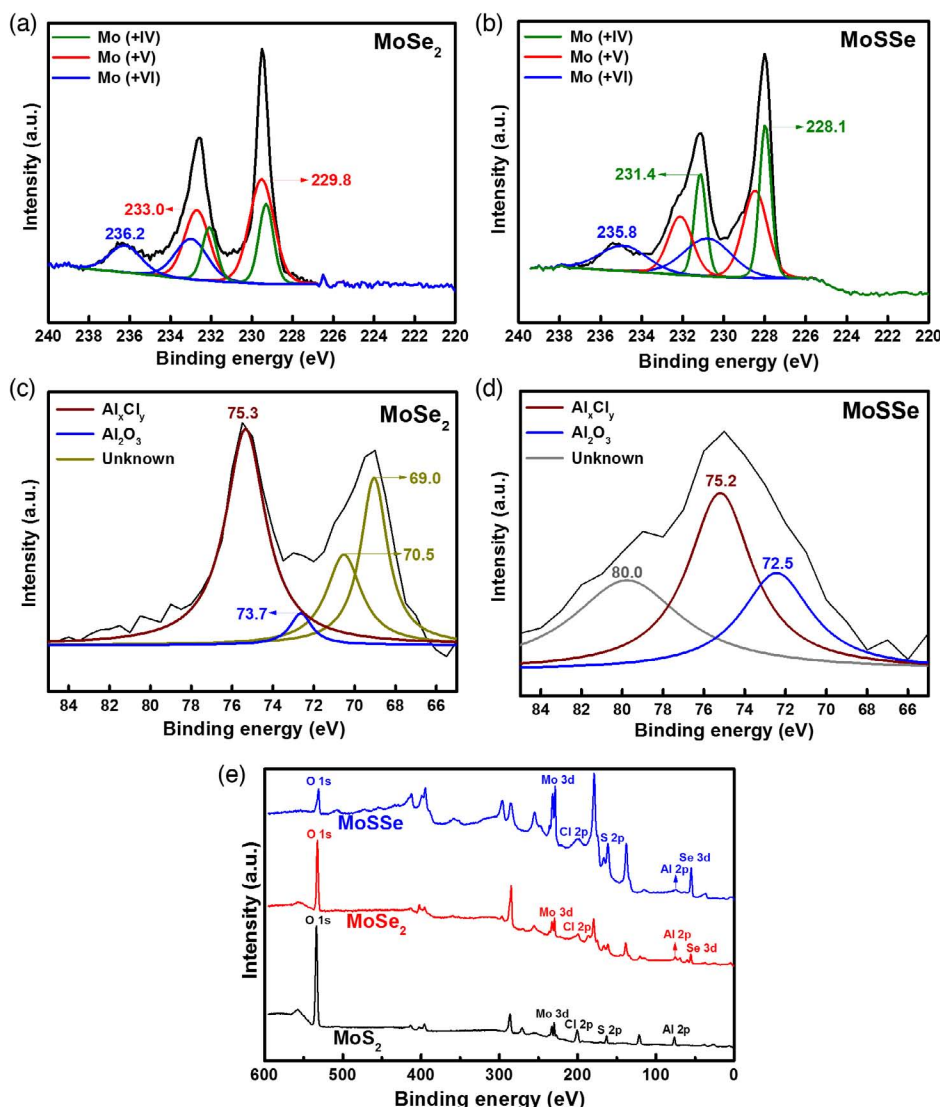 (a)
Mo (+IV)
Mo (+V)
Mo (+VI)
MoSe₂
229.8
233.0
236.2
Intensity (a.u.)
240 238 236 234 232 230 228 226 224 222 220
Binding energy (eV)
(b)
Mo (+IV)
Mo (+V)
Mo (+VI)
MoSSe
228.1
231.4
235.8
Intensity (a.u.)
240 238 236 234 232 230 228 226 224 222 220
Binding energy (eV)
(c)
AlₓClᵧ
Al₂O₃
Unknown
75.3
MoSe₂
69.0
70.5
73.7
Intensity (a.u.)
84 82 80 78 76 74 72 70 68 66
Binding energy (eV)
(d)
AlₓClᵧ
Al₂O₃
Unknown
MoSSe
75.2
80.0
72.5
Intensity (a.u.)
84 82 80 78 76 74 72 70 68 66
Binding energy (eV)
(e)
O 1s
Mo 3d
MoSSe
Cl 2p
S 2p
Al 2p
Se 3d
O 1s
MoSe₂
Mo 3d
Cl 2p
Al 2p
Se 3d
O 1s
MoS₂
Mo 3d
Cl 2p
S 2p
Al 2p
Intensity (a.u.)
600 500 400 300 200 100 0
Binding energy (eV)